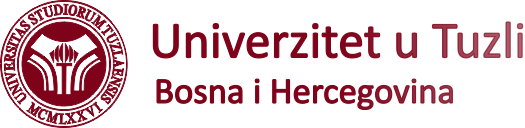 UNIVERSITAS STUDIORUM TUZLAENSIS
MCMLXXVI
Univerzitet u Tuzli
Bosna i Hercegovina